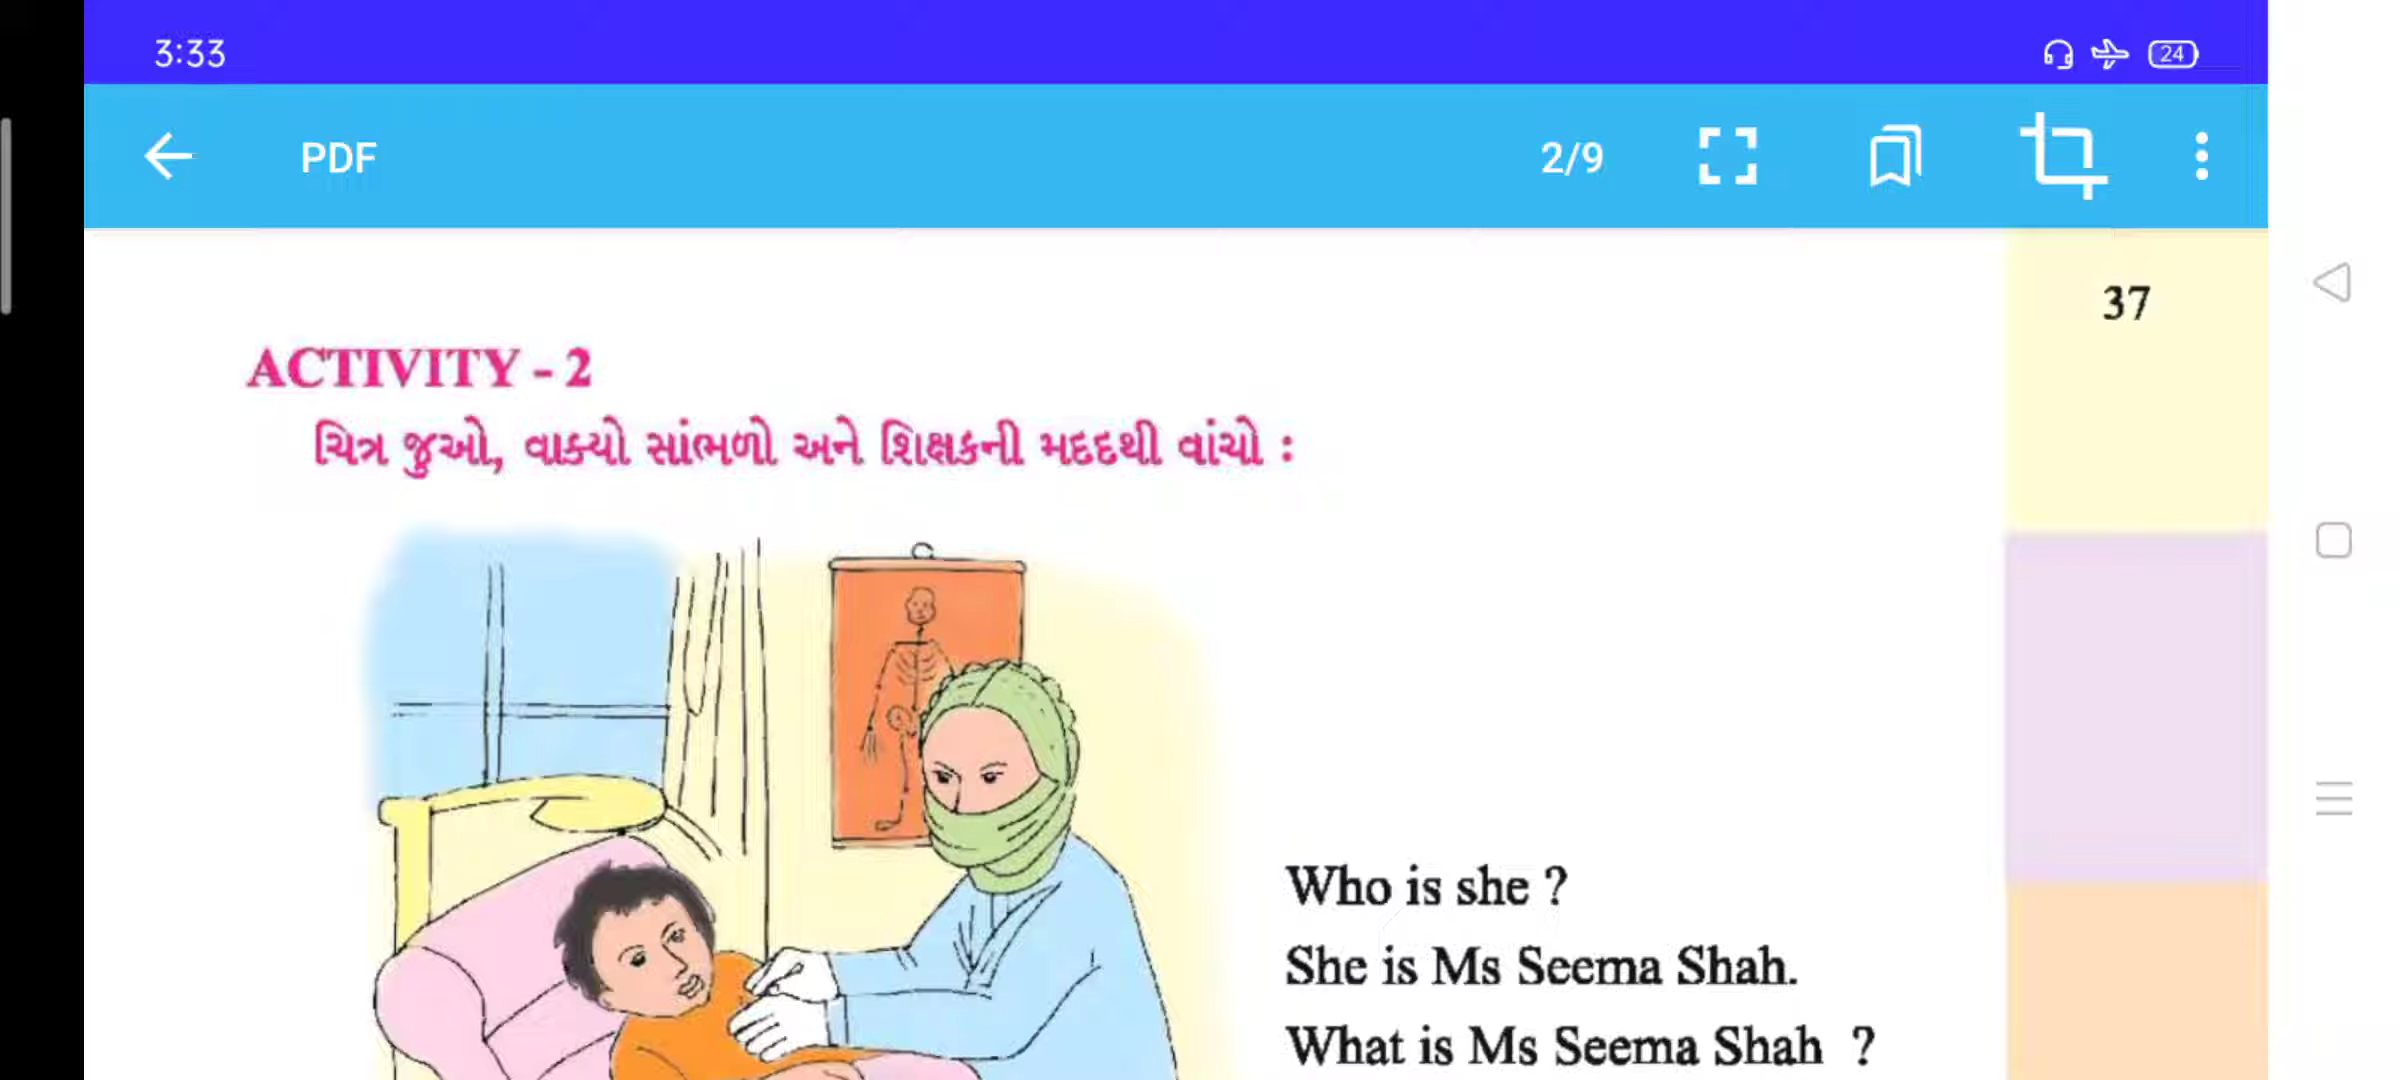 3:33
24
PDF
2/9
37
ACTIVITY - 2
ચિત્ર જુઓ, વાક્યો સાંભળો અને શિક્ષકની મદદથી વાંચો :
Who is she ?
She is Ms Seema Shah.
What is Ms Seema Shah ?